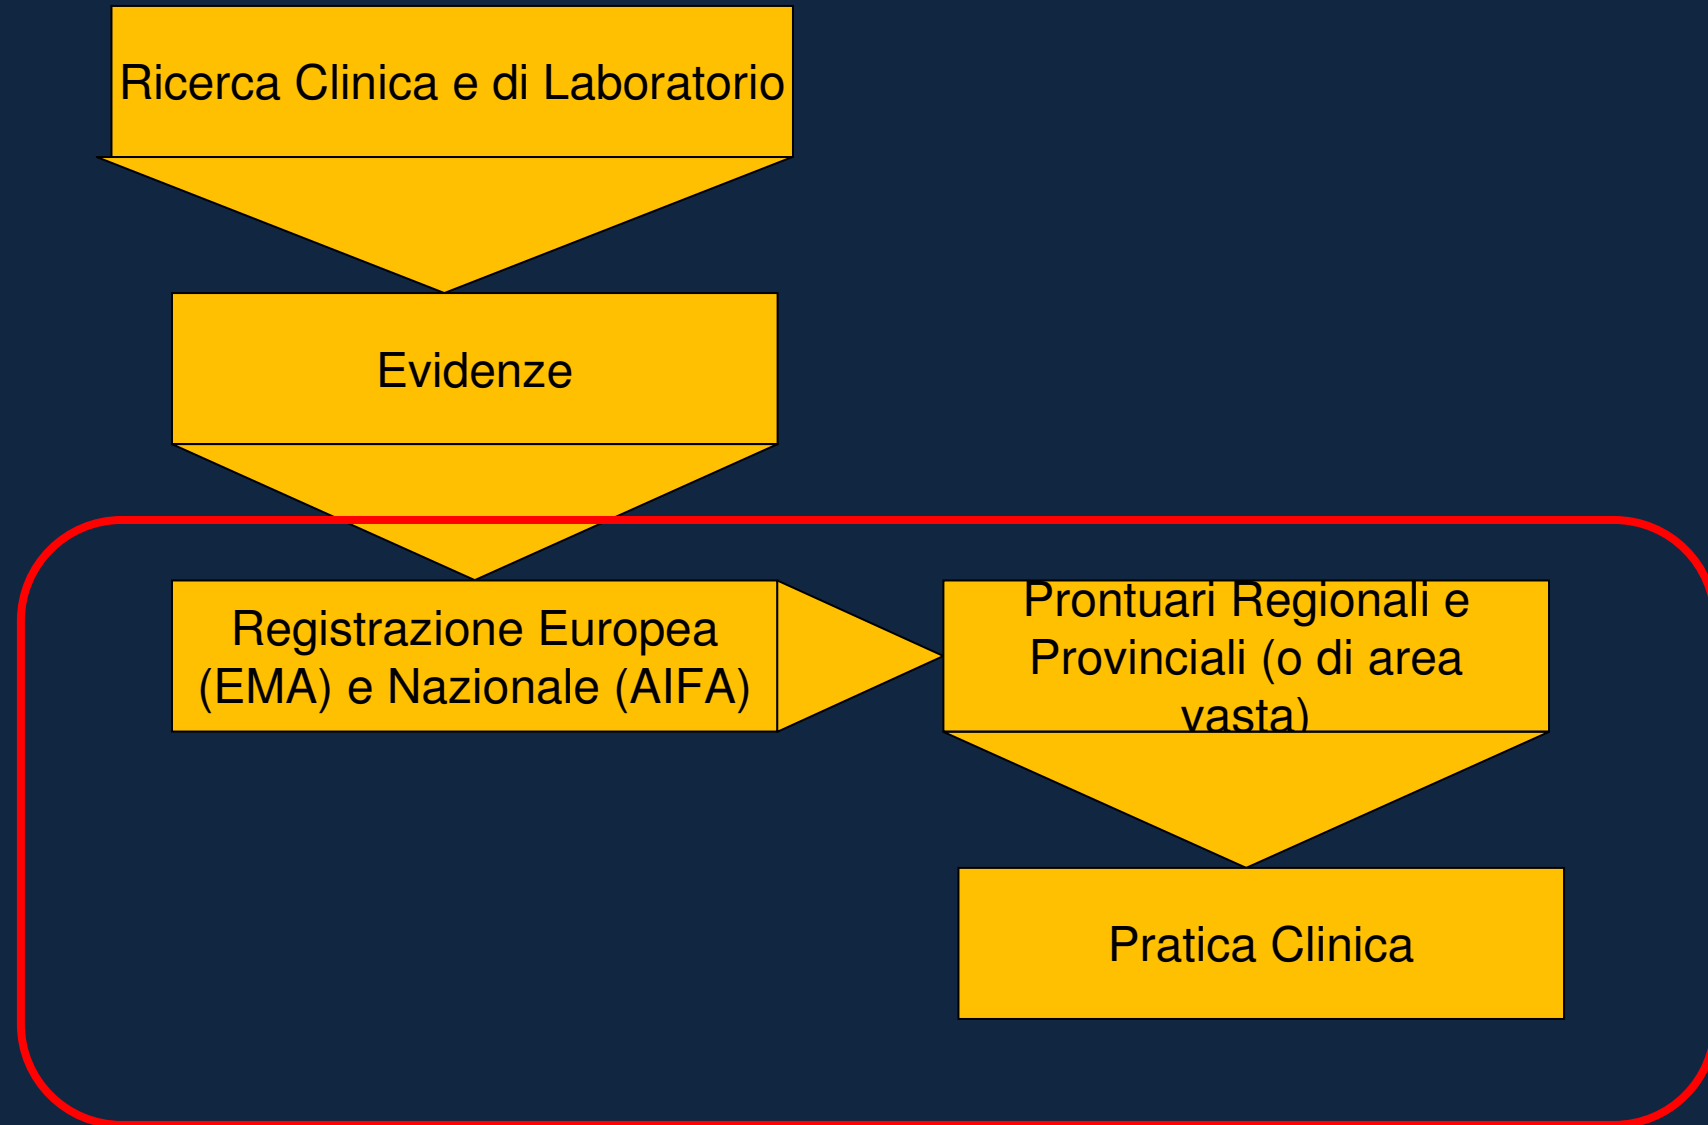 Ricerca Clinica e di Laboratorio
Evidenze
Registrazione Europea
(EMA) e Nazionale (AIFA)
Prontuari Regionali e
Provinciali (o di area
vasta)
Pratica Clinica